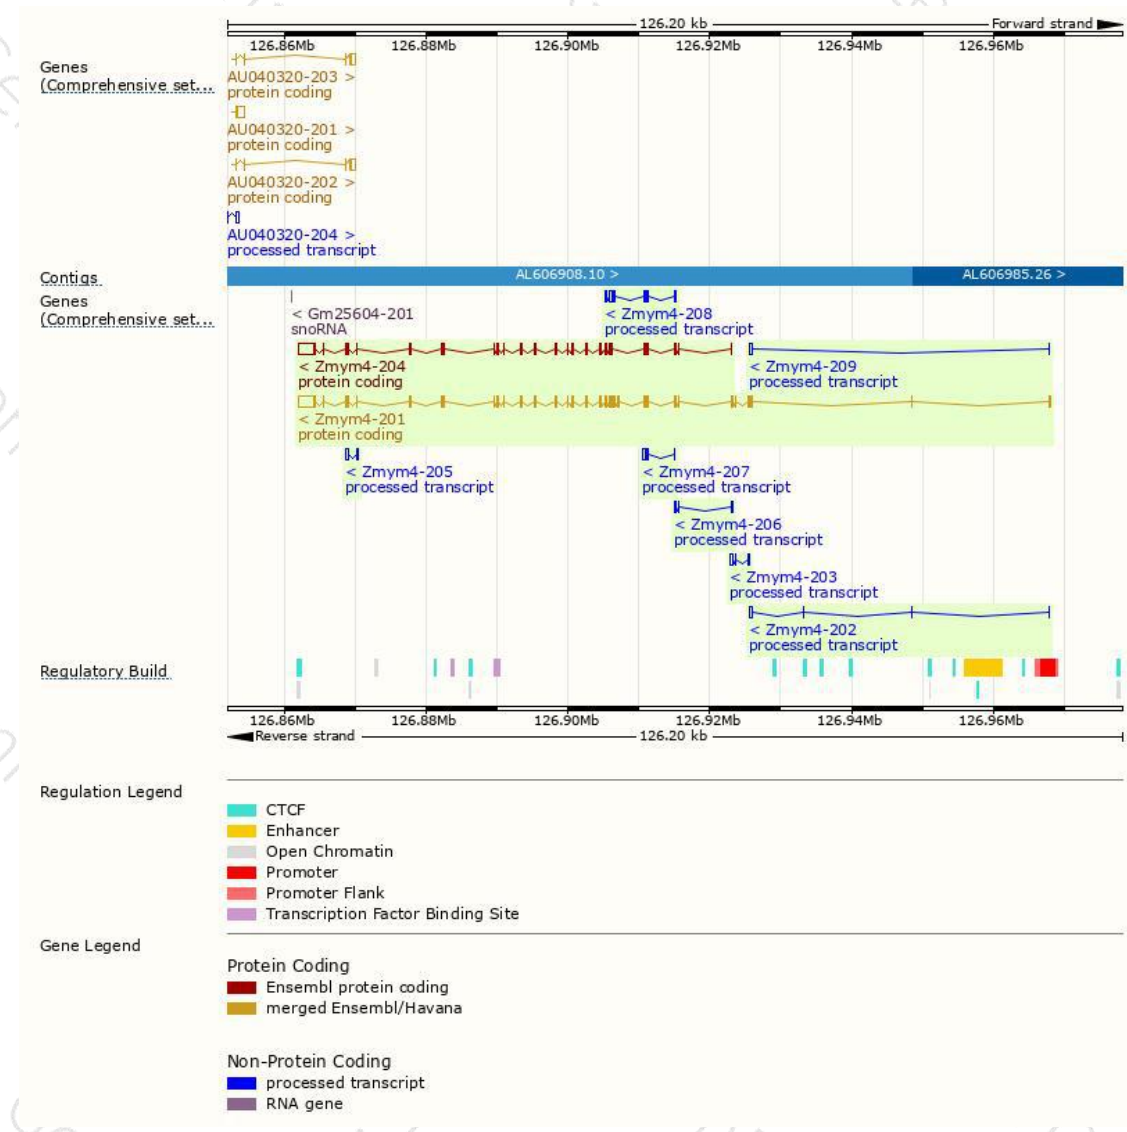 126.20 kb
Forward strand
126.86Mb 126.88Mb 126.90Mb 126.92Mb 126.94Mb 126.96Mb
Genes
(Comprehensive set...
AU040320-203 >
protein coding
AU040320-201 >
protein coding
AU040320-202 >
protein coding
AU040320-204 >
processed transcript
Contigs
AL606908.10 >
AL606985.26 >
Genes
(Comprehensive set...
< Gm25604-201
snoRNA
< Zmym4-208
processed transcript
< Zmym4-204
protein coding
< Zmym4-209
processed transcript
< Zmym4-201
protein coding
< Zmym4-205
processed transcript
< Zmym4-207
processed transcript
< Zmym4-206
processed transcript
< Zmym4-203
processed transcript
< Zmym4-202
processed transcript
Regulatory Build
126.86Mb 126.88Mb 126.90Mb 126.92Mb 126.94Mb 126.96Mb
Reverse strand
126.20 kb
Regulation Legend
CTCF
Enhancer
Open Chromatin
Promoter
Promoter Flank
Transcription Factor Binding Site
Gene Legend
Protein Coding
Ensembl protein coding
merged Ensembl/Havana
Non-Protein Coding
processed transcript
RNA gene